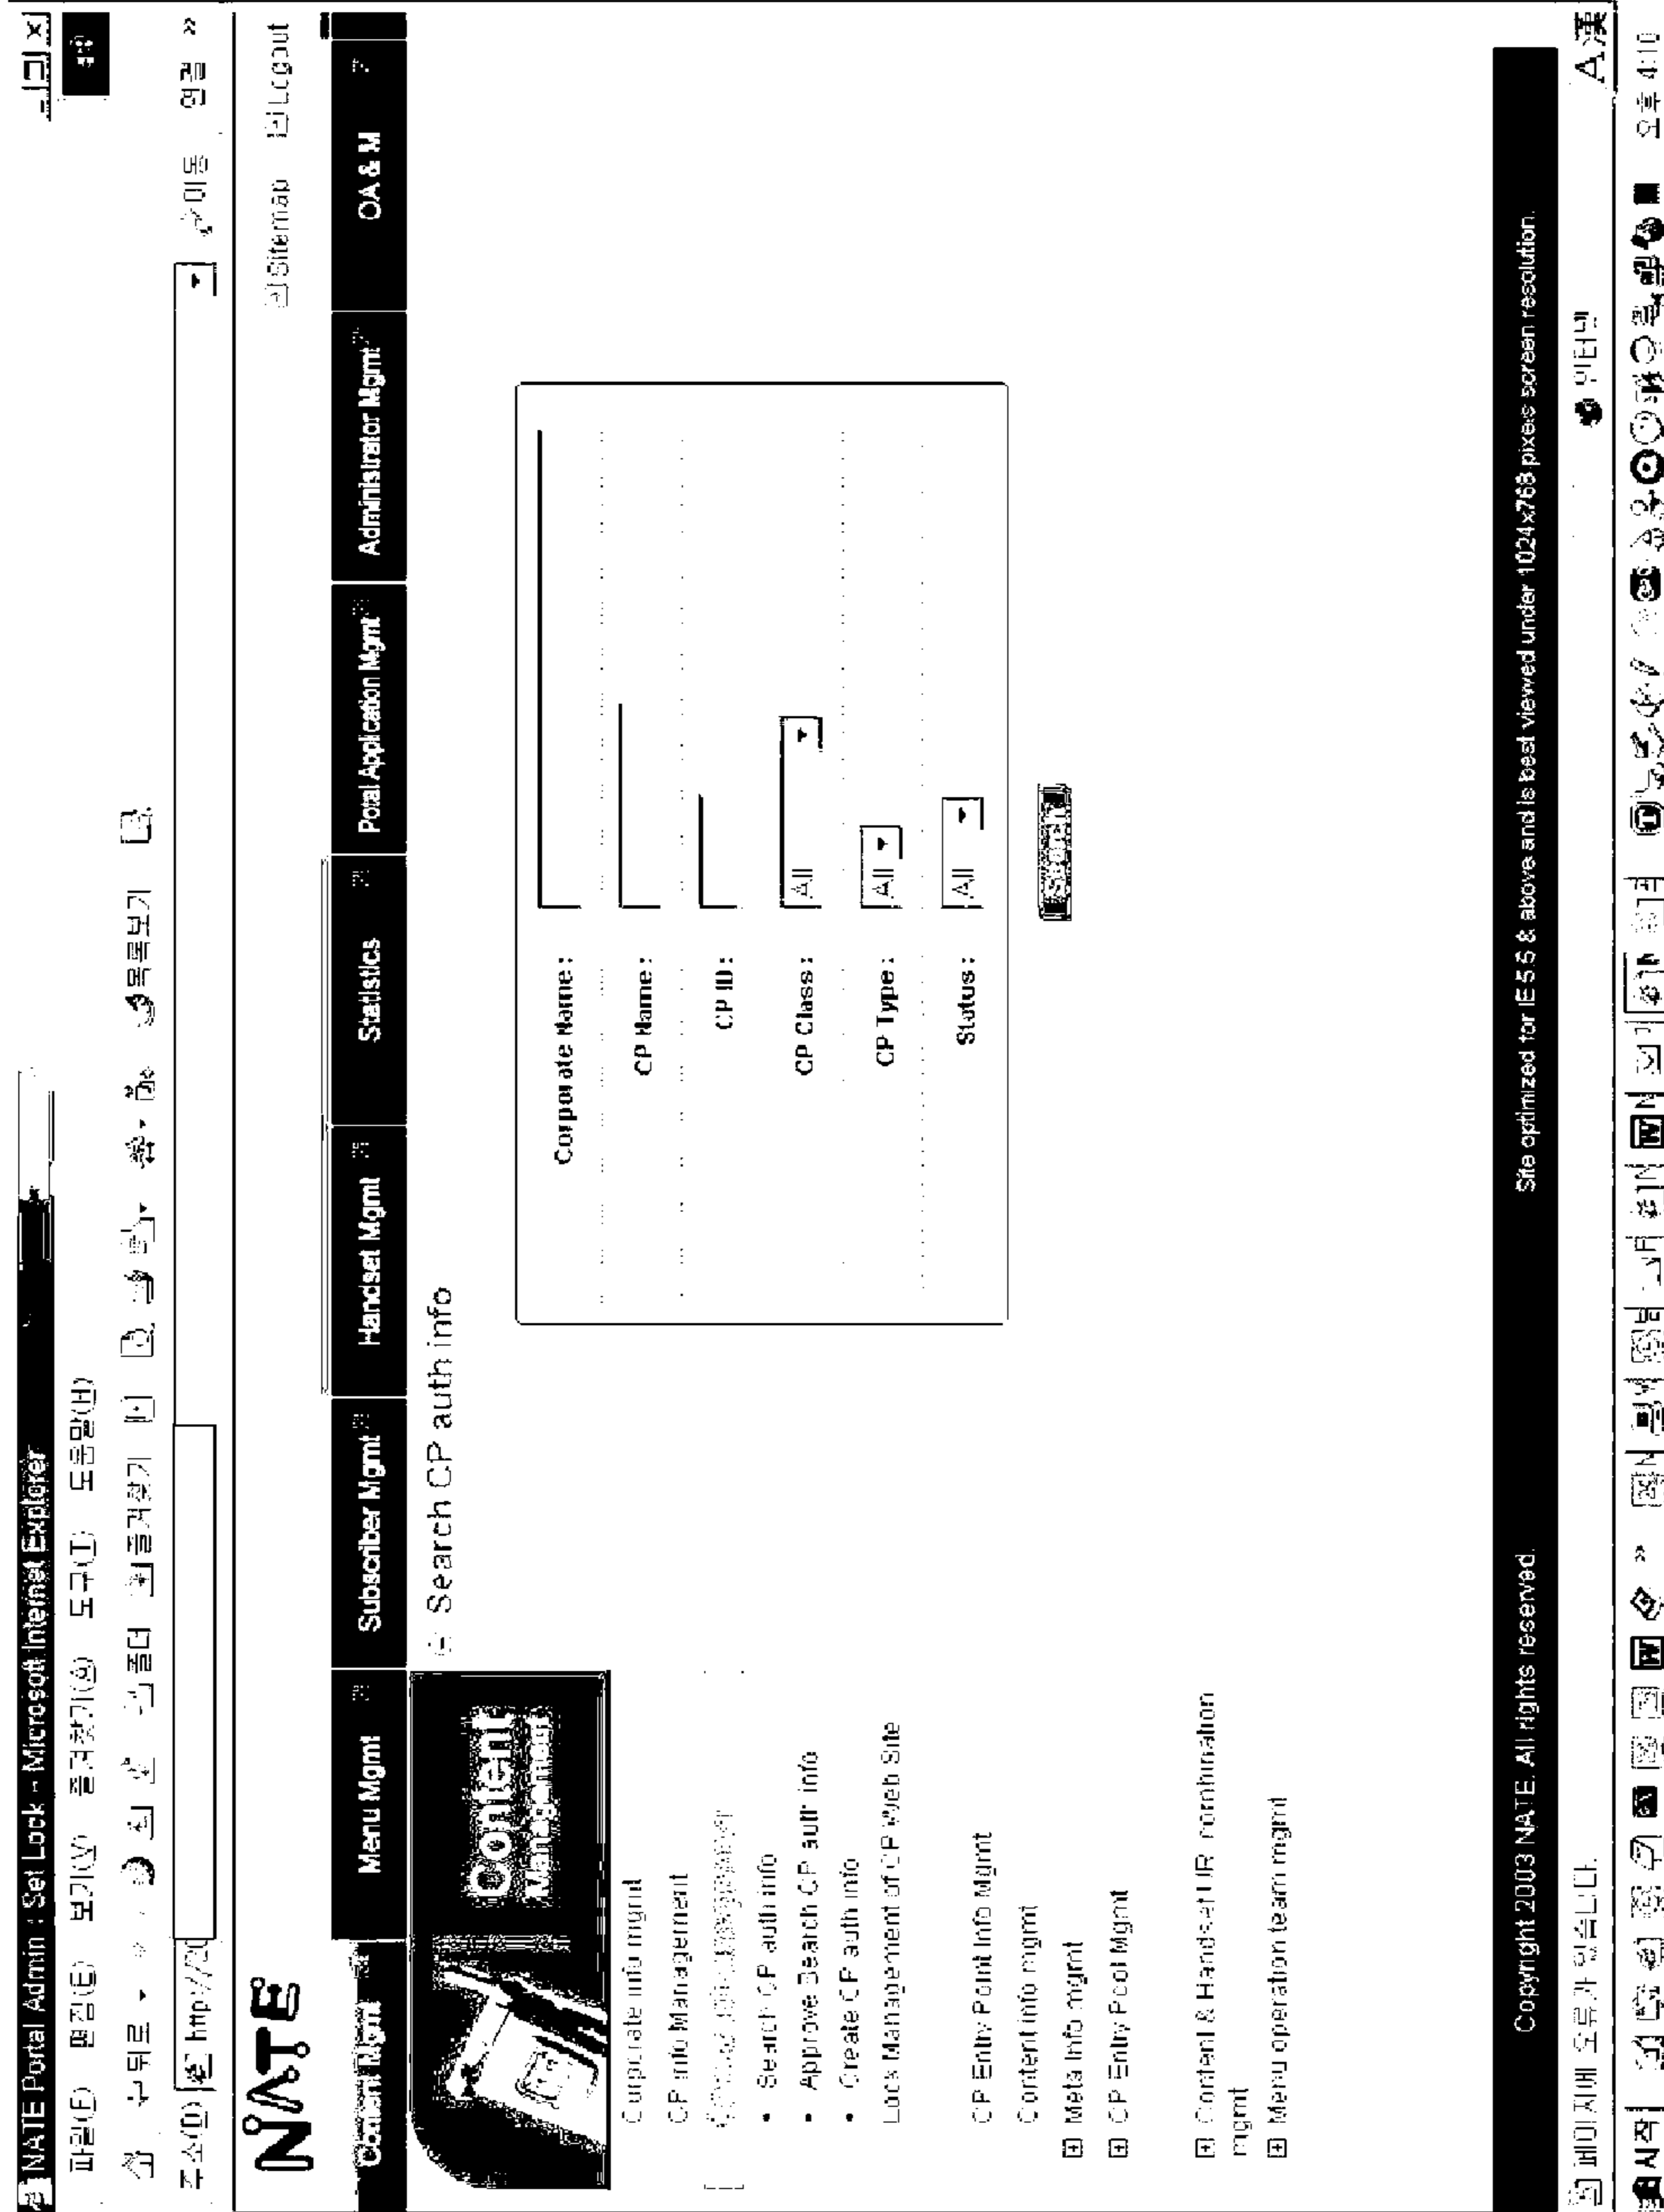 NATE Portal Admin : Set Lock - Microsoft Internet Explorer
파일(F) 편집(E) 보기(V) 즐겨찾기(A) 도구(T) 도움말(H)
뒤로 폴더 즐겨찾기 목록보기
주소(D) http://20 이동 연결 »
NATE
Sitemap Logout
Content Mgmt Menu Mgmt Subscriber Mgmt Handset Mgmt Statistics Potal Application Mgmt Administrator Mgmt OA & M
Content
Management
Search CP auth info
Corporate info mgmt
CP info Management
• Search CP auth info
• Approve Search CP auth info
• Create CP auth info
Lock Management of CP Web Site
CP Entry Point Info Mgmt
Content info mgmt
Meta Info mgmt
CP Entry Pool Mgmt
Content & Handset UR combination
mgmt
Menu operation team mgmt
Corporate Name :
CP Name :
CP ID :
CP Class : All
CP Type : All
Status : All
Search
Copyright 2003 NATE. All rights reserved. Site optimized for IE 5.5 & above and is best viewed under 1024x768 pixels screen resolution.
페이지에 오류가 있습니다. 인터넷
A漢
시작 오후 4:10